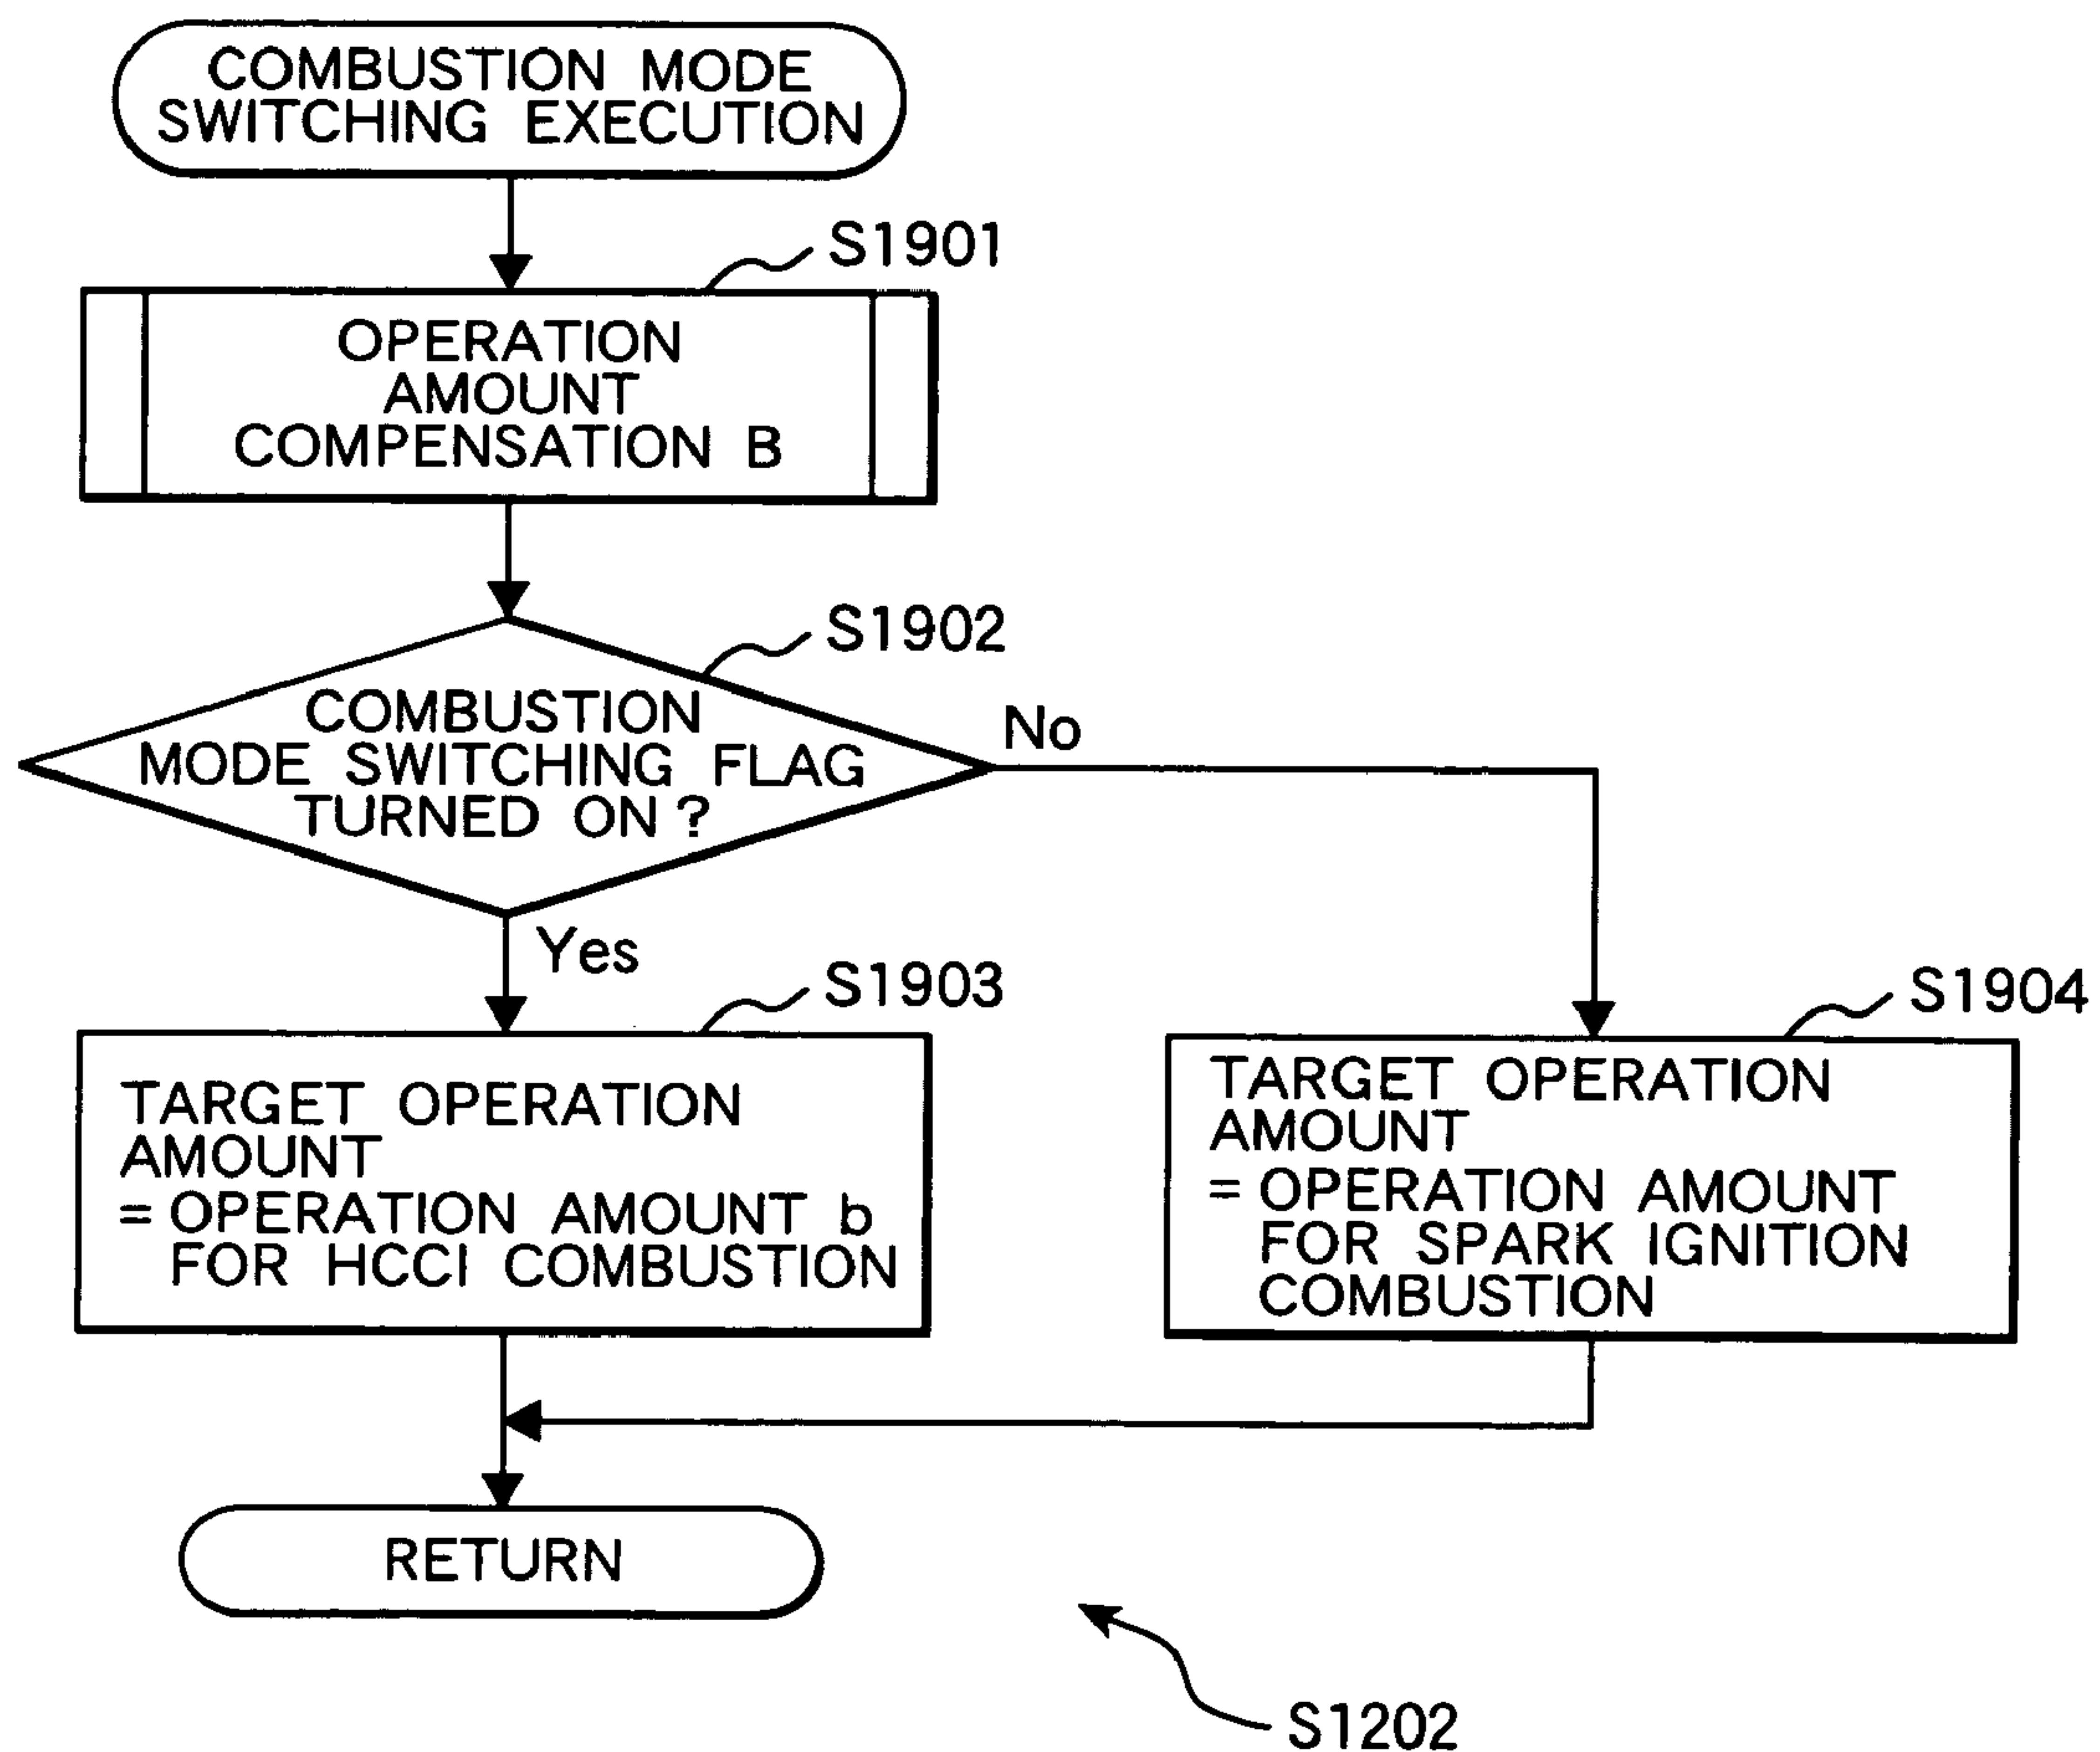 COMBUSTION MODE
SWITCHING EXECUTION
S1901
OPERATION
AMOUNT
COMPENSATION B
S1902
COMBUSTION
MODE SWITCHING FLAG
TURNED ON?
No
Yes
S1903
TARGET OPERATION
AMOUNT
= OPERATION AMOUNT b
FOR HCCI COMBUSTION
S1904
TARGET OPERATION
AMOUNT
= OPERATION AMOUNT
FOR SPARK IGNITION
COMBUSTION
RETURN
S1202